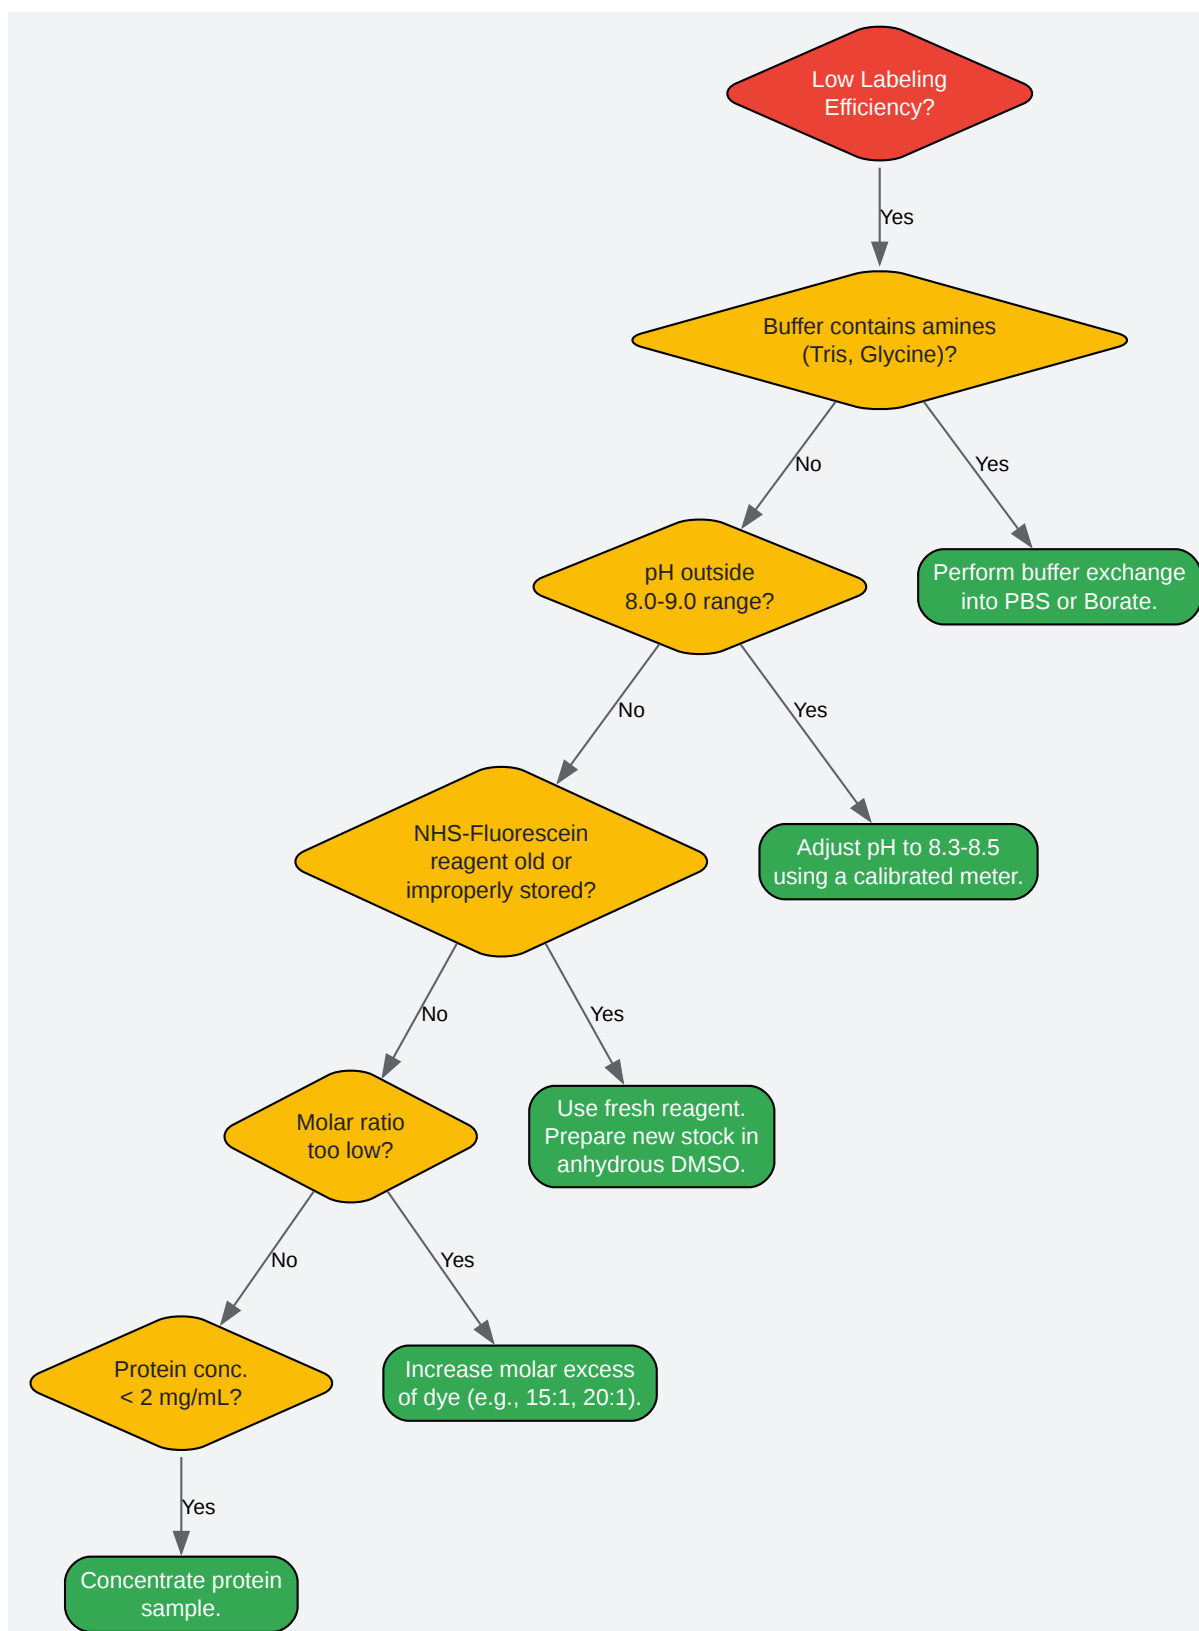 Low Labeling
Efficiency?
Yes
Buffer contains amines
(Tris, Glycine)?
No
Yes
pH outside
8.0-9.0 range?
Perform buffer exchange
into PBS or Borate.
No
Yes
NHS-Fluorescein
reagent old or
improperly stored?
Adjust pH to 8.3-8.5
using a calibrated meter.
No
Yes
Molar ratio
too low?
Use fresh reagent.
Prepare new stock in
anhydrous DMSO.
No
Yes
Protein conc.
< 2 mg/mL?
Increase molar excess
of dye (e.g., 15:1, 20:1).
Yes
Concentrate protein
sample.